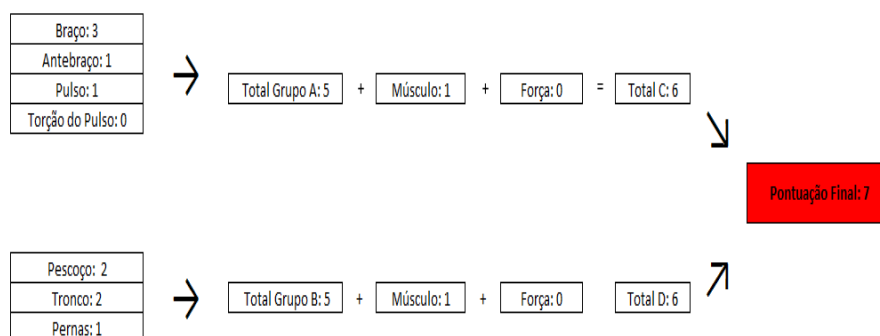 Braço: 3
Antebraço: 1
Pulso: 1
Torção do Pulso: 0
Total Grupo A: 5 + Músculo: 1 + Força: 0 = Total C: 6
Pontuação Final: 7
Pescoço: 2
Tronco: 2
Pernas: 1
Total Grupo B: 5 + Músculo: 1 + Força: 0 Total D: 6